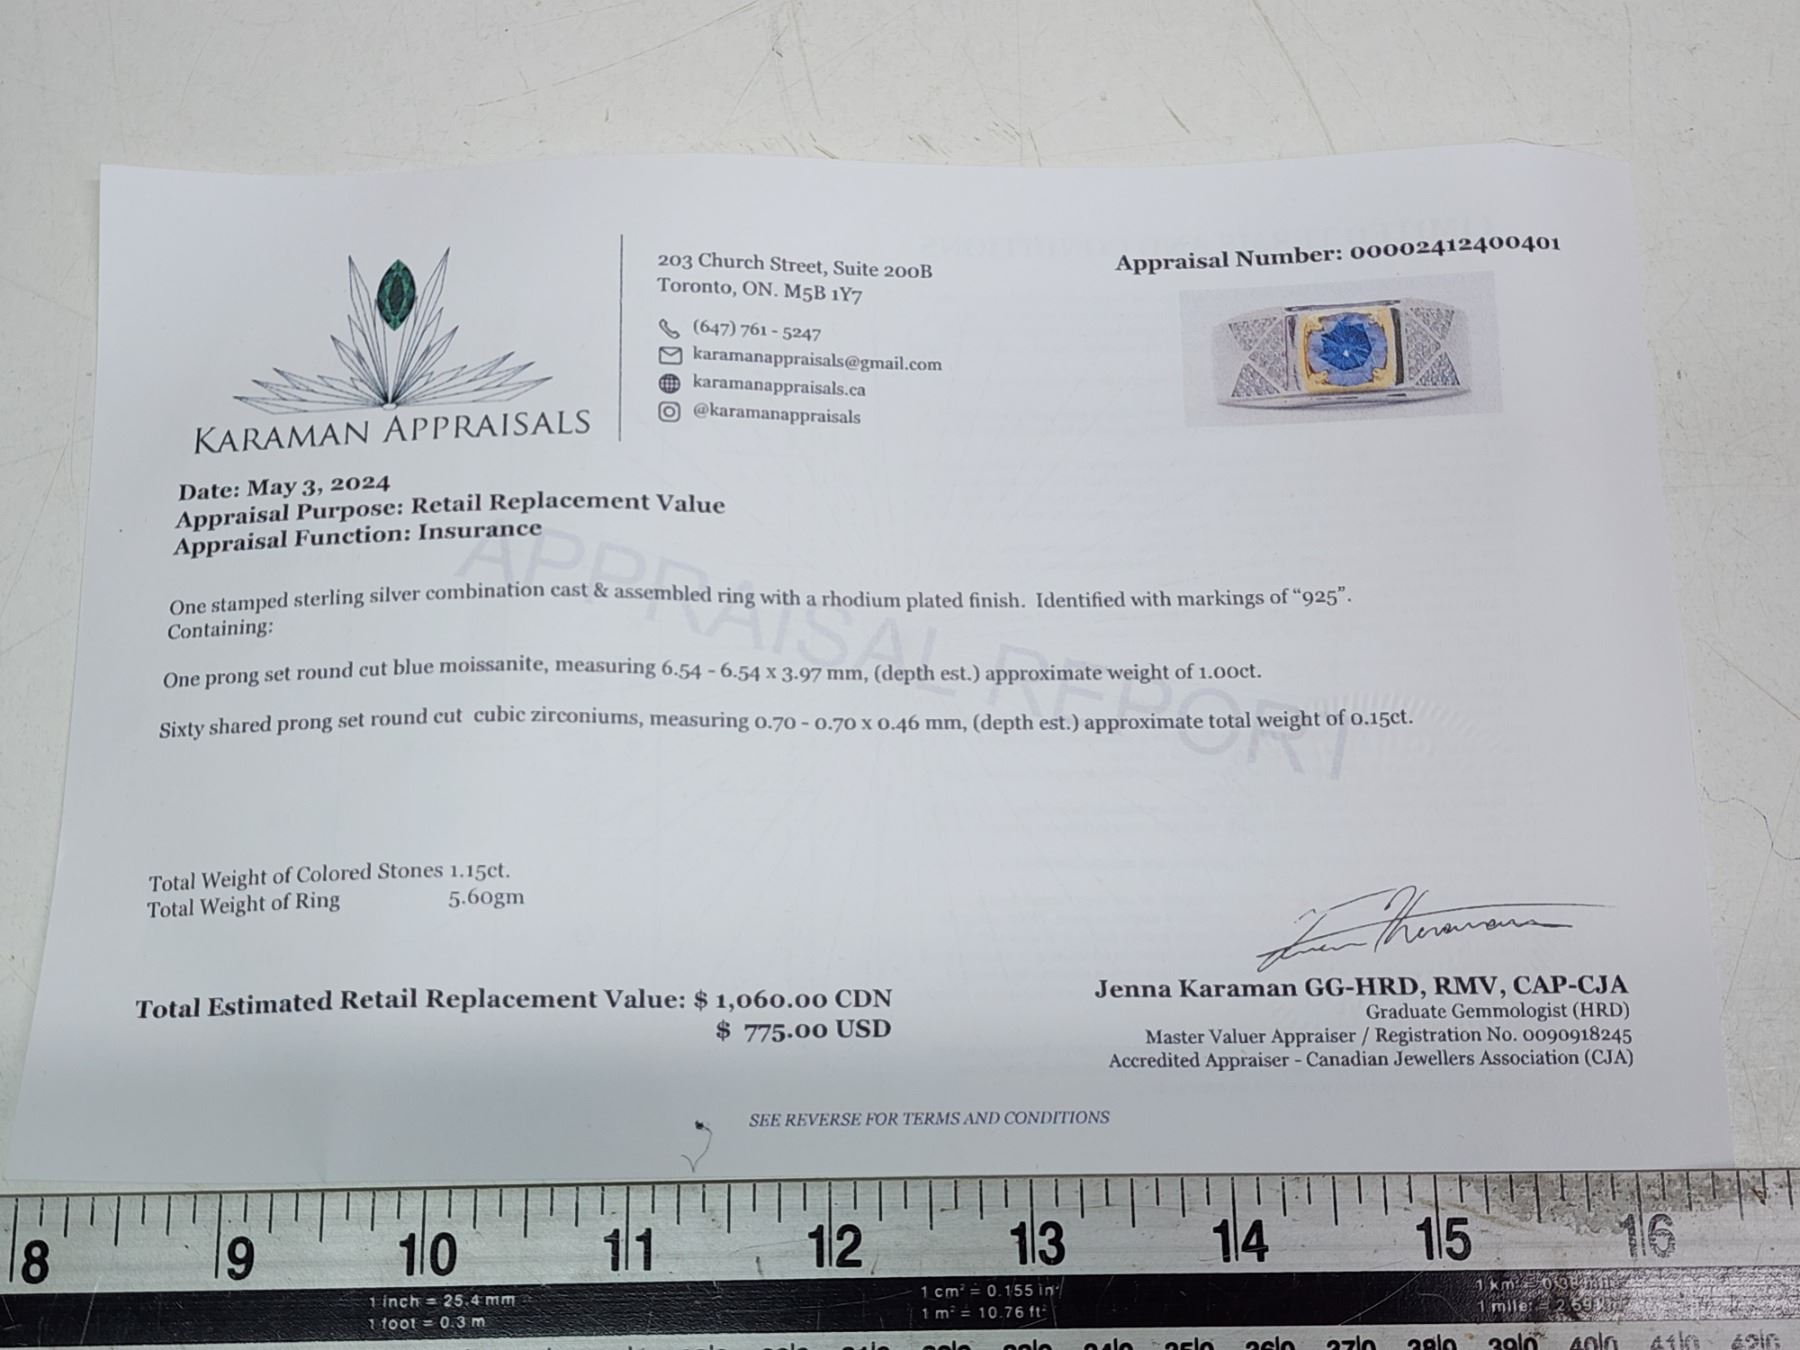 KARAMAN APPRAISALS
203 Church Street, Suite 200B
Toronto, ON. M5B 1Y7
(647) 761 - 5247
karamanappraisals@gmail.com
karamanappraisals.ca
@karamanappraisals
Appraisal Number: 00002412400401
Date: May 3, 2024
Appraisal Purpose: Retail Replacement Value
Appraisal Function: Insurance
APPRAISAL REPORT
One stamped sterling silver combination cast & assembled ring with a rhodium plated finish. Identified with markings of “925”.
Containing:
One prong set round cut blue moissanite, measuring 6.54 - 6.54 x 3.97 mm, (depth est.) approximate weight of 1.00ct.
Sixty shared prong set round cut cubic zirconiums, measuring 0.70 - 0.70 x 0.46 mm, (depth est.) approximate total weight of 0.15ct.
Total Weight of Colored Stones 1.15ct.
Total Weight of Ring 5.60gm
Total Estimated Retail Replacement Value: $ 1,060.00 CDN
$ 775.00 USD
Jenna Karaman GG-HRD, RMV, CAP-CJA
Graduate Gemmologist (HRD)
Master Valuer Appraiser / Registration No. 0090918245
Accredited Appraiser - Canadian Jewellers Association (CJA)
SEE REVERSE FOR TERMS AND CONDITIONS
8 9 10 11 12 13 14 15 16
1 inch = 25.4 mm
1 foot = 0.3 m
1 cm² = 0.155 in²
1 m² = 10.76 ft²
1 km =
1 mile =